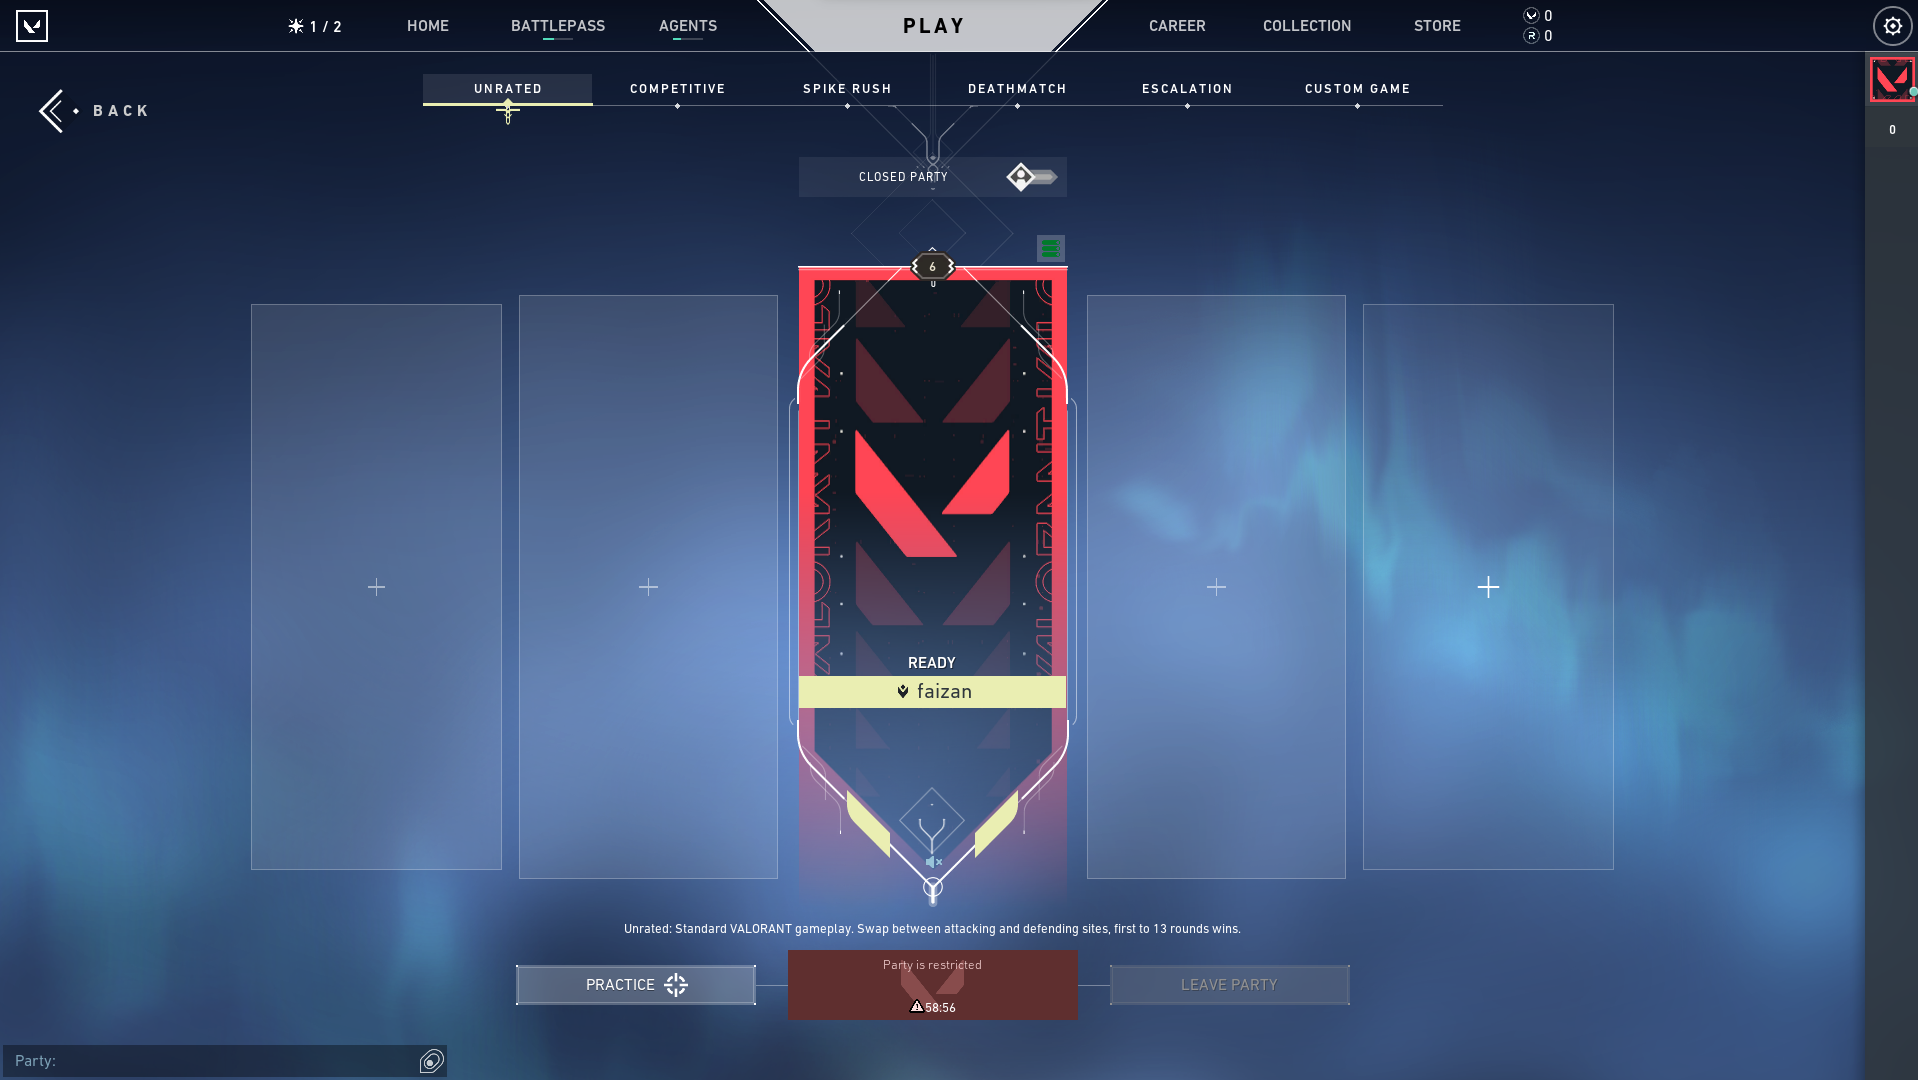 1 / 2
HOME
BATTLEPASS
AGENTS
PLAY
CAREER
COLLECTION
STORE
0
R 0
BACK
UNRATED
COMPETITIVE
SPIKE RUSH
DEATHMATCH
ESCALATION
CUSTOM GAME
0
CLOSED PARTY
6
READY
faizan
Unrated: Standard VALORANT gameplay. Swap between attacking and defending sites, first to 13 rounds wins.
PRACTICE
Party is restricted
58:56
LEAVE PARTY
Party: